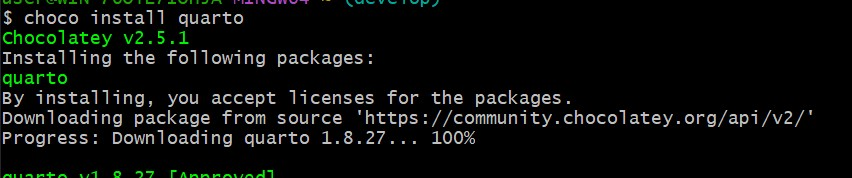 $ choco install quarto
Chocolatey v2.5.1
Installing the following packages:
quarto
By installing, you accept licenses for the packages.
Downloading package from source 'https://community.chocolatey.org/api/v2/'
Progress: Downloading quarto 1.8.27... 100%
quarto v1.8.27 [Approved]